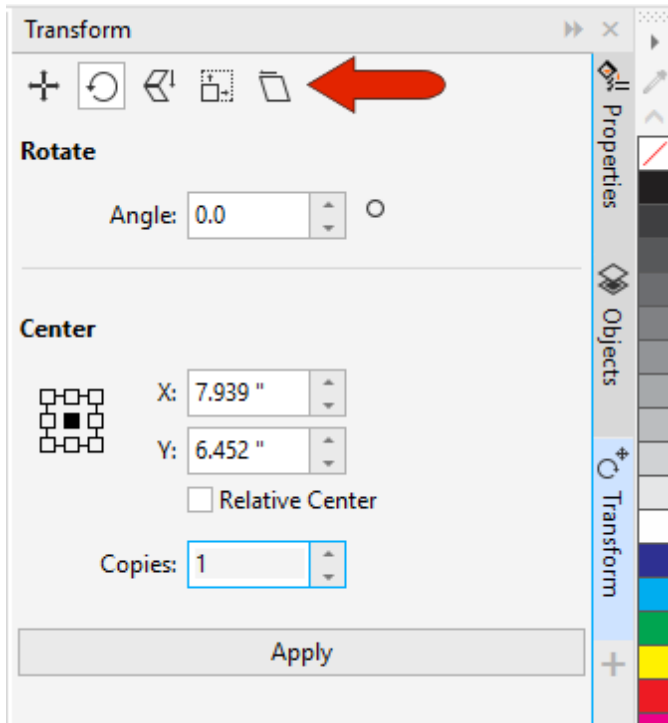 Transform
Rotate
Angle: 0.0
Center
X: 7.939 "
Y: 6.452 "
Relative Center
Copies: 1
Apply
Properties
Objects
Transform